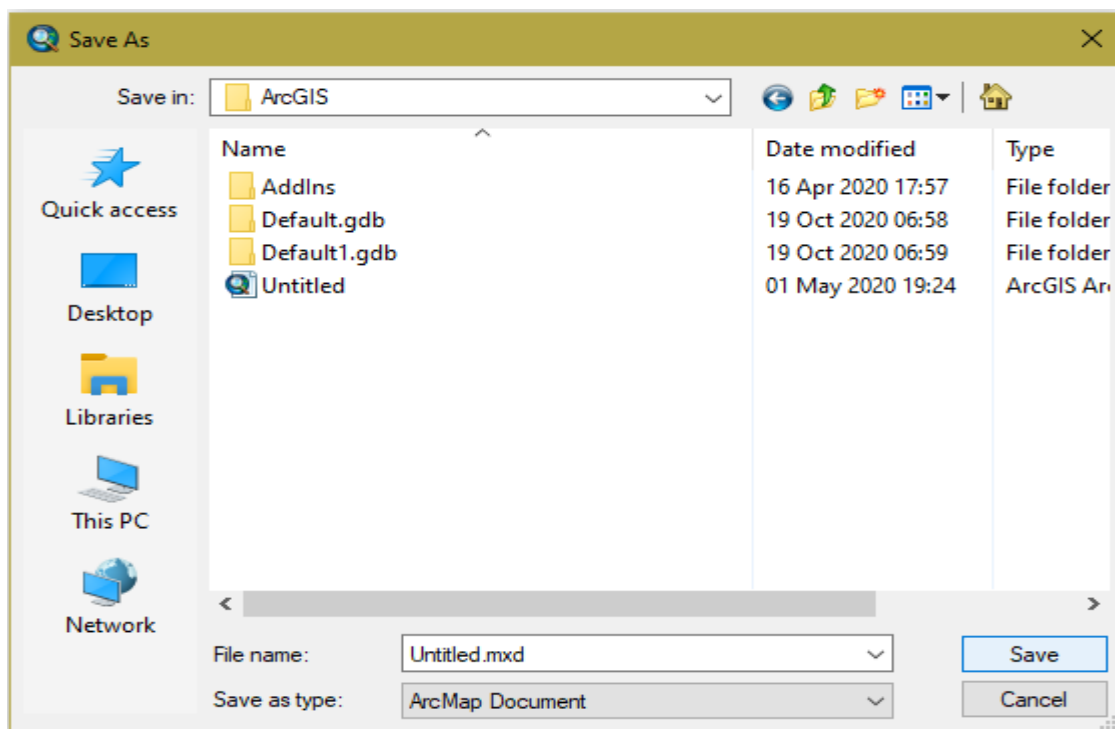 Save As
Save in: ArcGIS
Name Date modified Type
AddIns 16 Apr 2020 17:57 File folder
Default.gdb 19 Oct 2020 06:58 File folder
Default1.gdb 19 Oct 2020 06:59 File folder
Untitled 01 May 2020 19:24 ArcGIS Ar
Quick access
Desktop
Libraries
This PC
Network
File name: Untitled.mxd Save
Save as type: ArcMap Document Cancel